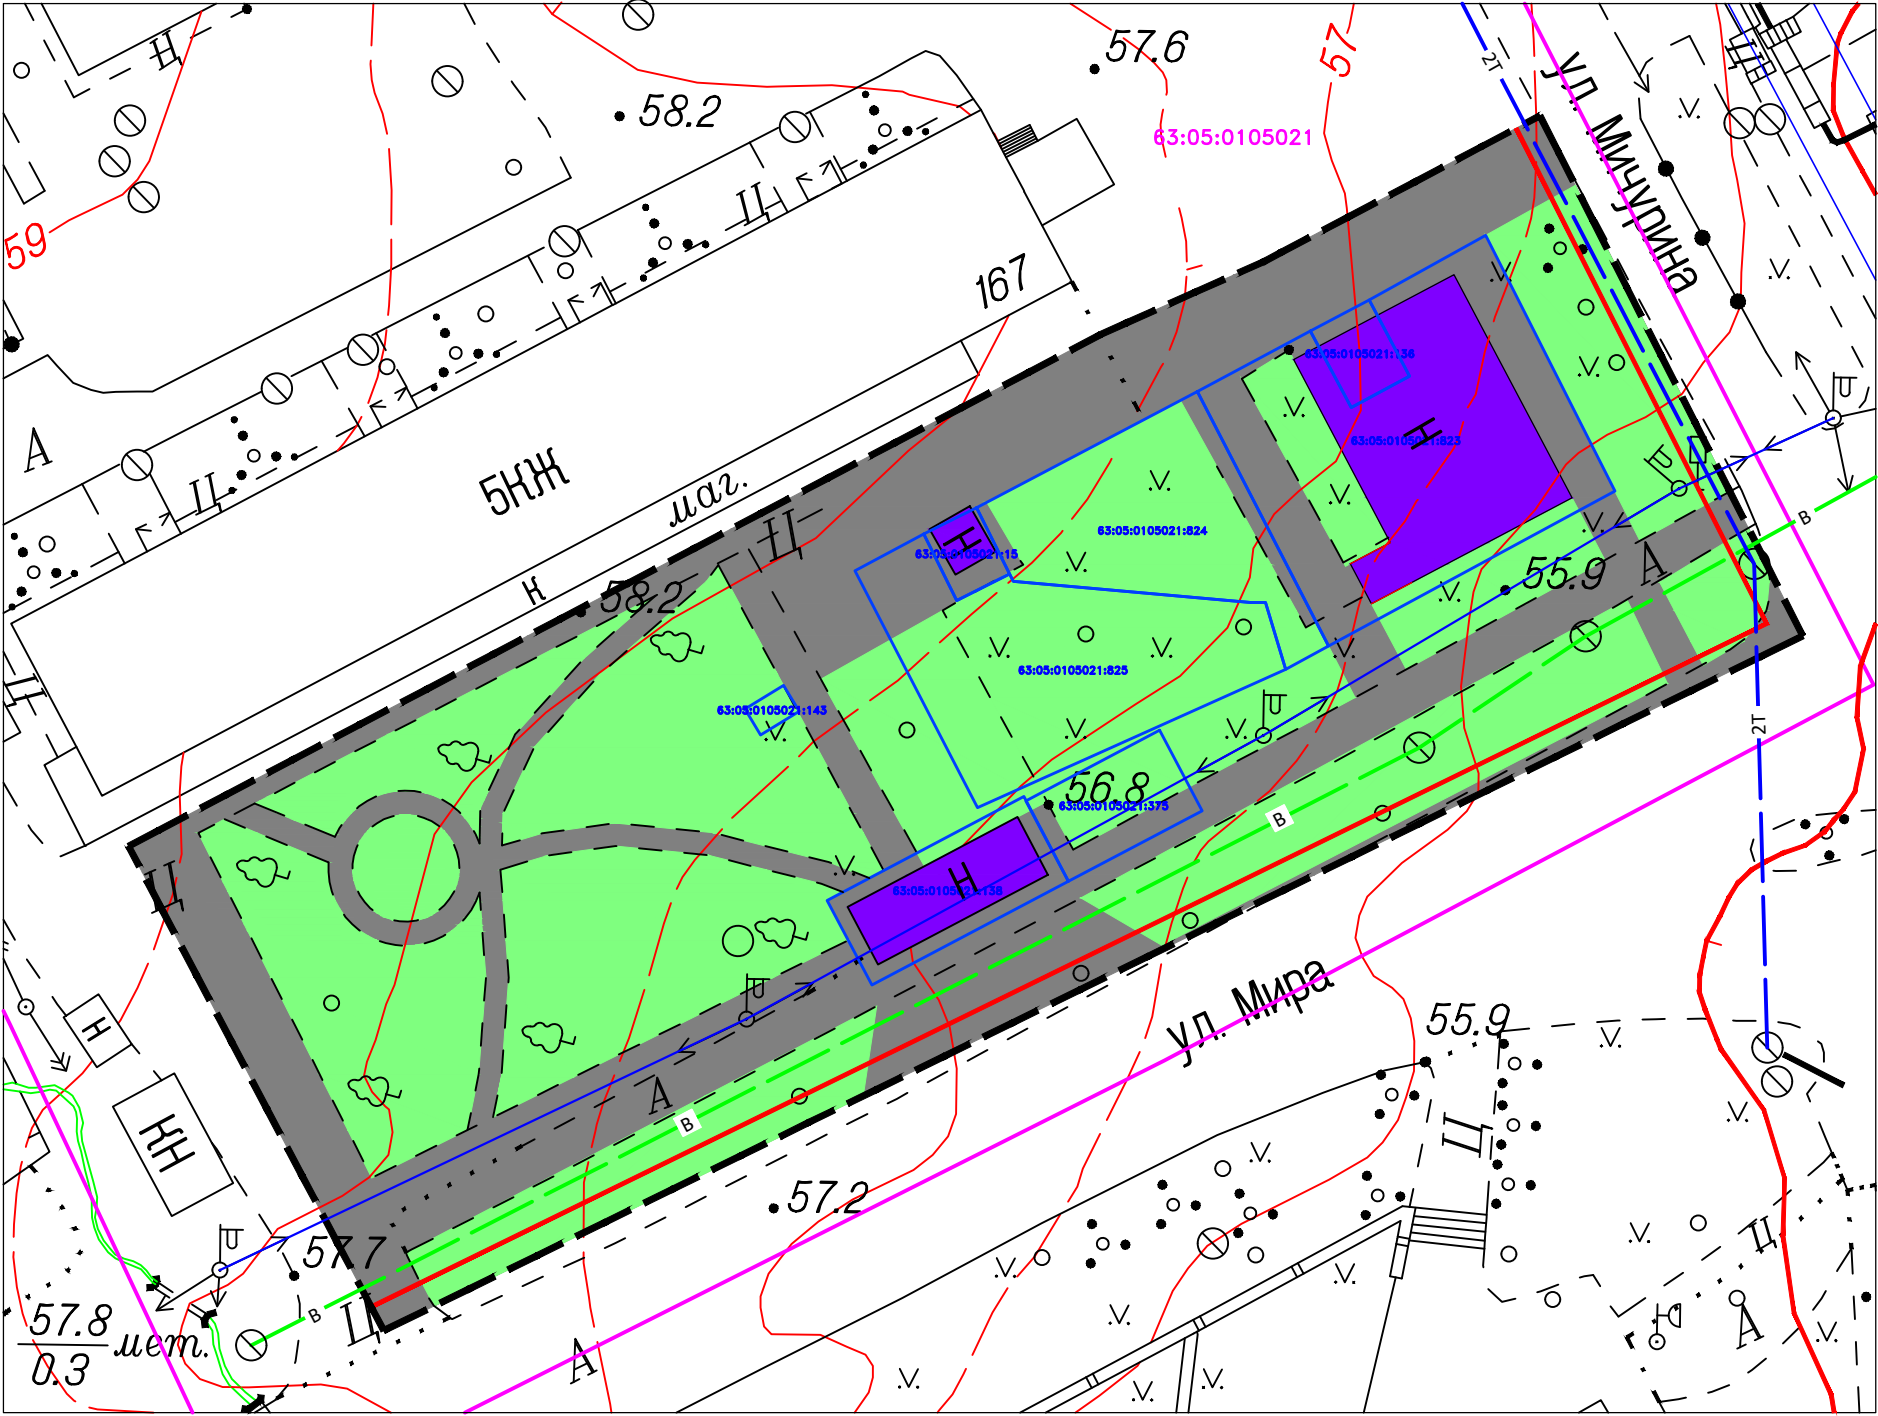 Ц
57.6
57
2Т
ул. Мичурина
Ц
58.2
63:05:0105021
59
Ц
167
63:05:0105021:136
А
Ц
5КЖ
маг.
Н
63:05:0105021:823
Ц
Н
63:05:0105021:15
63:05:0105021:824
В
к
58.2
55.9
А
Ц
63:05:0105021:825
63:05:0105021:143
2Т
56.8
63:05:0105021:375
В
Ц
Н
63:05:0105021:138
ул. Мира
55.9
Н
А
В
КН
Ц
57.2
57.7
Ц
57.8
0.3
мет.
В
Ц
А
А